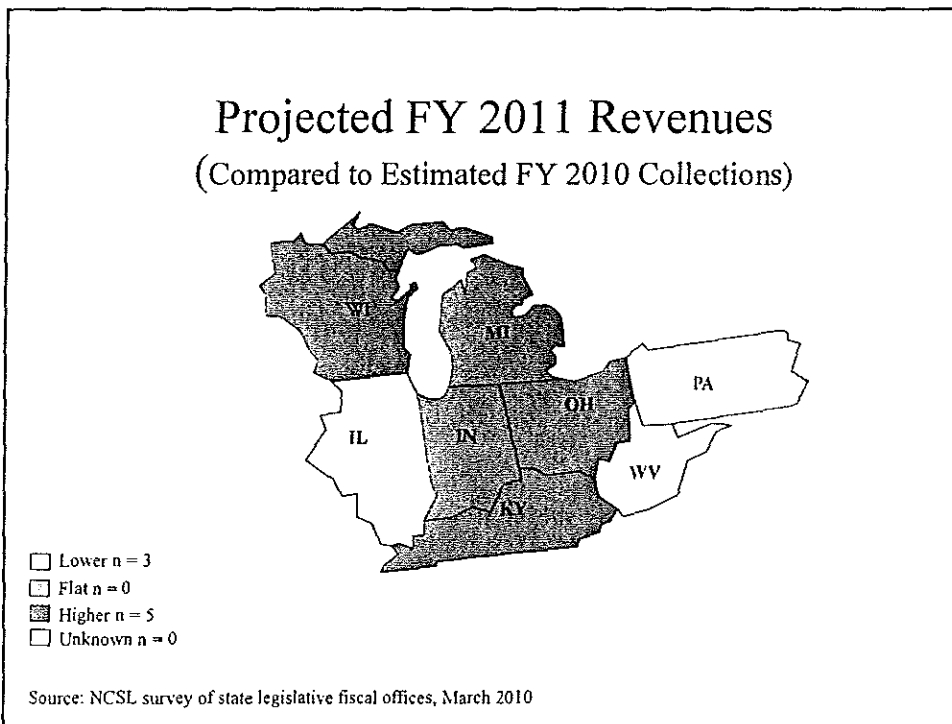 Projected FY 2011 Revenues
(Compared to Estimated FY 2010 Collections)
WI
MI
PA
OH
IL
IN
WV
KY
Lower n = 3
Flat n = 0
Higher n = 5
Unknown n = 0
Source: NCSL survey of state legislative fiscal offices, March 2010